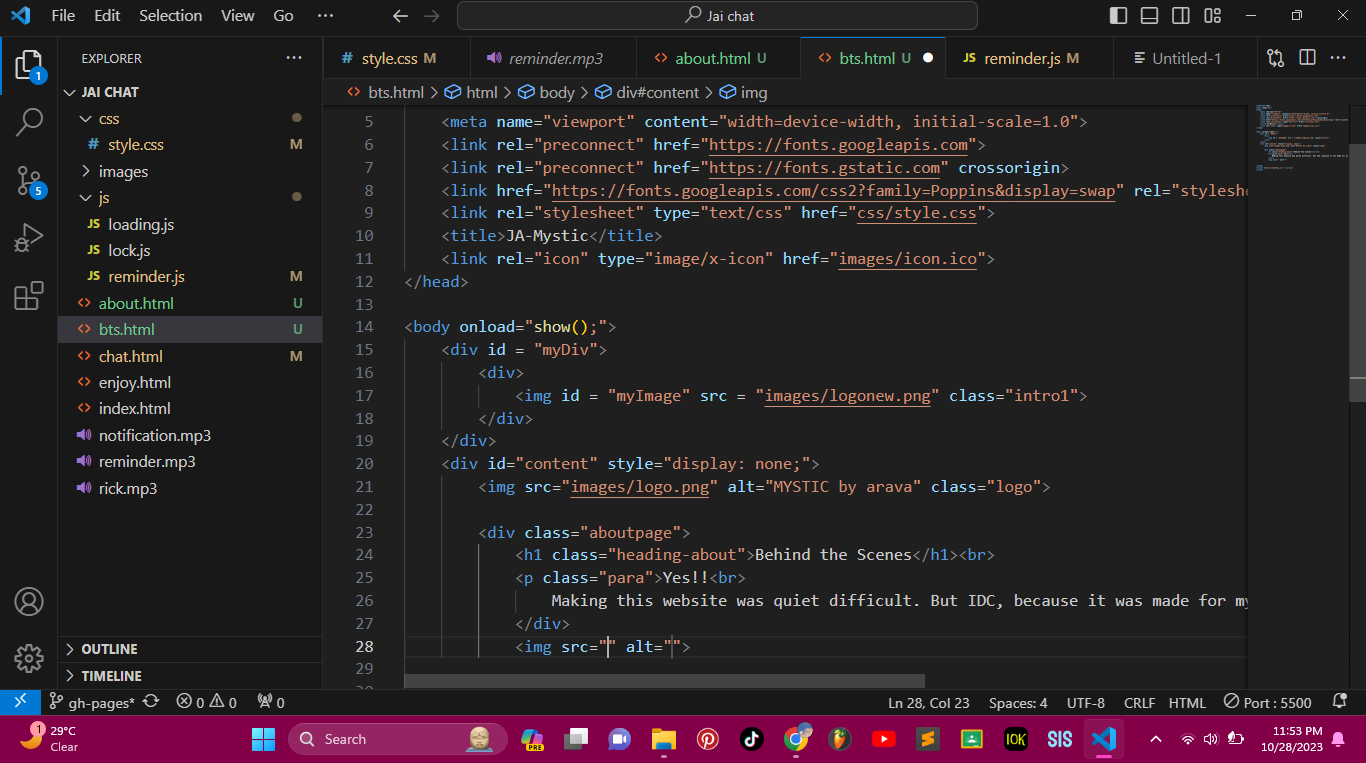 File Edit Selection View Go ··· Jai chat
EXPLORER ···
JAI CHAT
css
# style.css M
images
js
JS loading.js
JS lock.js
JS reminder.js M
<> about.html U
<> bts.html U
<> chat.html M
<> enjoy.html
<> index.html
notification.mp3
reminder.mp3
rick.mp3
OUTLINE
TIMELINE
1
5
# style.css M reminder.mp3 <> about.html U <> bts.html U ● JS reminder.js M Untitled-1 ···
<> bts.html > html > body > div#content > img
5 <meta name="viewport" content="width=device-width, initial-scale=1.0">
6 <link rel="preconnect" href="https://fonts.googleapis.com">
7 <link rel="preconnect" href="https://fonts.gstatic.com" crossorigin>
8 <link href="https://fonts.googleapis.com/css2?family=Poppins&display=swap" rel="styleshe
9 <link rel="stylesheet" type="text/css" href="css/style.css">
10 <title>JA-Mystic</title>
11 <link rel="icon" type="image/x-icon" href="images/icon.ico">
12 </head>
13
14 <body onload="show();">
15 <div id = "myDiv">
16 <div>
17 <img id = "myImage" src = "images/logonew.png" class="intro1">
18 </div>
19 </div>
20 <div id="content" style="display: none;">
21 <img src="images/logo.png" alt="MYSTIC by arava" class="logo">
22
23 <div class="aboutpage">
24 <h1 class="heading-about">Behind the Scenes</h1><br>
25 <p class="para">Yes!!<br>
26 Making this website was quiet difficult. But IDC, because it was made for my
27 </div>
28 <img src="" alt="">
29
gh-pages* 0 0 0 Ln 28, Col 23 Spaces: 4 UTF-8 CRLF HTML Port : 5500
1 29°C
Clear
Search
PRE
IOK
SIS
11:53 PM
10/28/2023